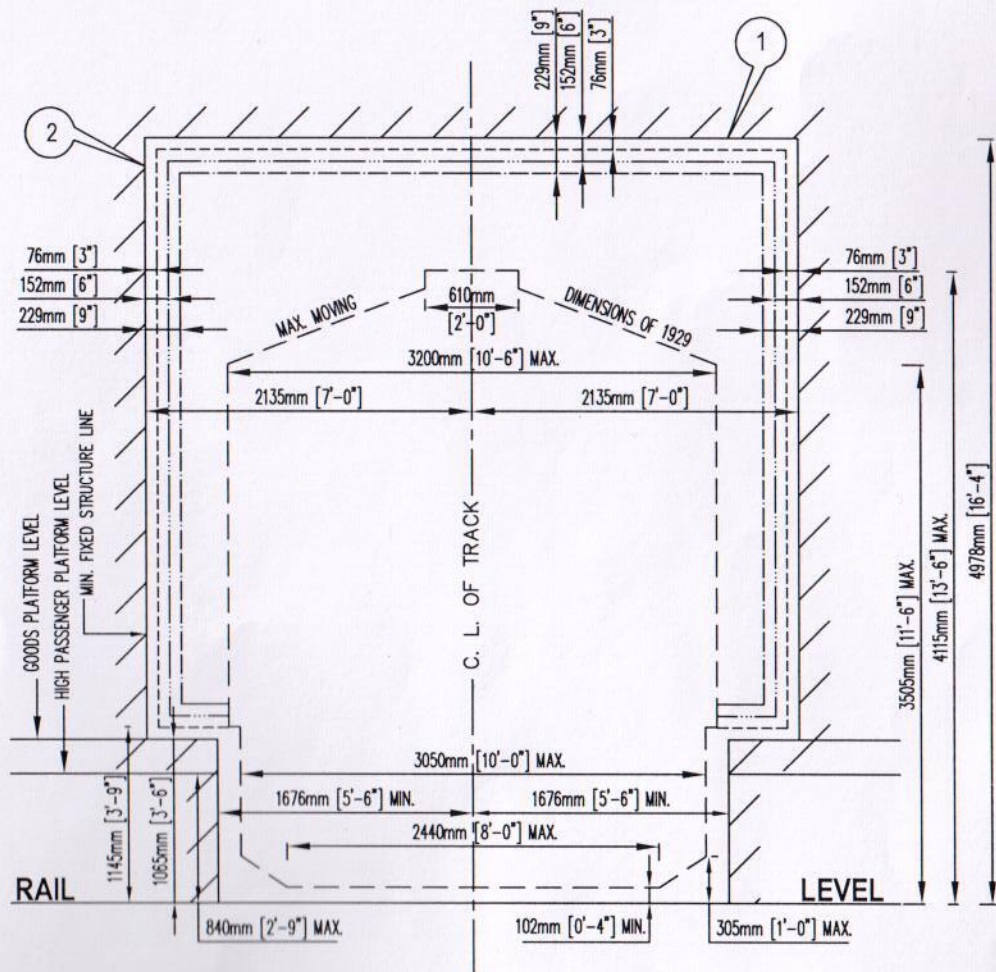 229mm [9"]
152mm [6"]
76mm [3"]
1
2
76mm [3"]
152mm [6"]
229mm [9"]
76mm [3"]
152mm [6"]
229mm [9"]
MAX. MOVING
DIMENSIONS OF 1929
610mm
[2'-0"]
3200mm [10'-6"] MAX.
2135mm [7'-0"]
2135mm [7'-0"]
GOODS PLATFORM LEVEL
HIGH PASSENGER PLATFORM LEVEL
MIN. FIXED STRUCTURE LINE
C. L. OF TRACK
3505mm [11'-6"] MAX.
4115mm [13'-6"] MAX.
4978mm [16'-4"]
3050mm [10'-0"] MAX.
1676mm [5'-6"] MIN.
1676mm [5'-6"] MIN.
2440mm [8'-0"] MAX.
1145mm [3'-9"]
1065mm [3'-6"]
RAIL
LEVEL
840mm [2'-9"] MAX.
102mm [0'-4"] MIN.
305mm [1'-0"] MAX.